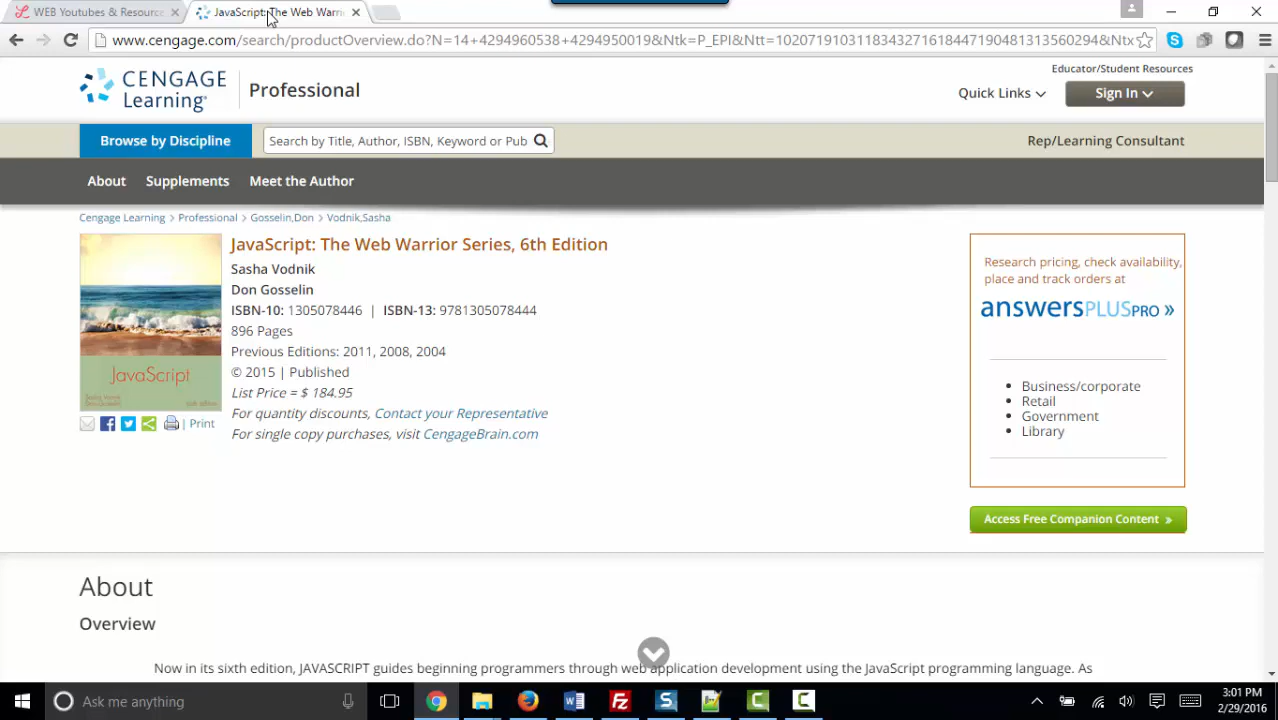 WEB Youtubes & Resourc
JavaScript: The Web Warri
www.cengage.com/search/productOverview.do?N=14+4294960538+4294950019&Ntk=P_EPI&Ntt=102071910311834327161844719048131356​0294&Ntx
Educator/Student Resources
CENGAGE
Learning
Professional
Quick Links
Sign In
Browse by Discipline
Search by Title, Author, ISBN, Keyword or Pub
Rep/Learning Consultant
About
Supplements
Meet the Author
Cengage Learning > Professional > Gosselin,Don > Vodnik,Sasha
JavaScript: The Web Warrior Series, 6th Edition
Sasha Vodnik
Don Gosselin
ISBN-10: 1305078446 | ISBN-13: 9781305078444
896 Pages
Previous Editions: 2011, 2008, 2004
© 2015 | Published
List Price = $ 184.95
For quantity discounts, Contact your Representative
For single copy purchases, visit CengageBrain.com
JavaScript
| Print
Research pricing, check availability,
place and track orders at
answersPLUSPRO »
Business/corporate
Retail
Government
Library
Access Free Companion Content »
About
Overview
Now in its sixth edition, JAVASCRIPT guides beginning programmers through web application development using the JavaScript programming language. As
Ask me anything
3:01 PM
2/29/2016